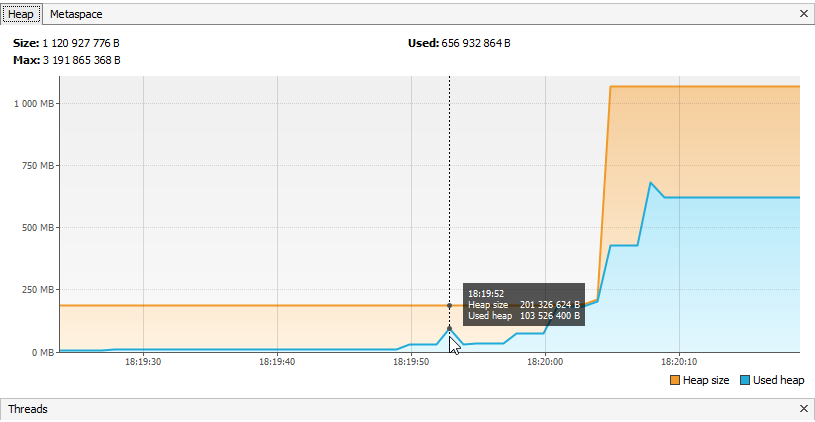 Heap Metaspace
Size: 1 120 927 776 B Used: 656 932 864 B
Max: 3 191 865 368 B
1 000 MB
750 MB
500 MB
250 MB
0 MB
18:19:52
Heap size 201 326 624 B
Used heap 103 526 400 B
18:19:30 18:19:40 18:19:50 18:20:00 18:20:10
Heap size Used heap
Threads